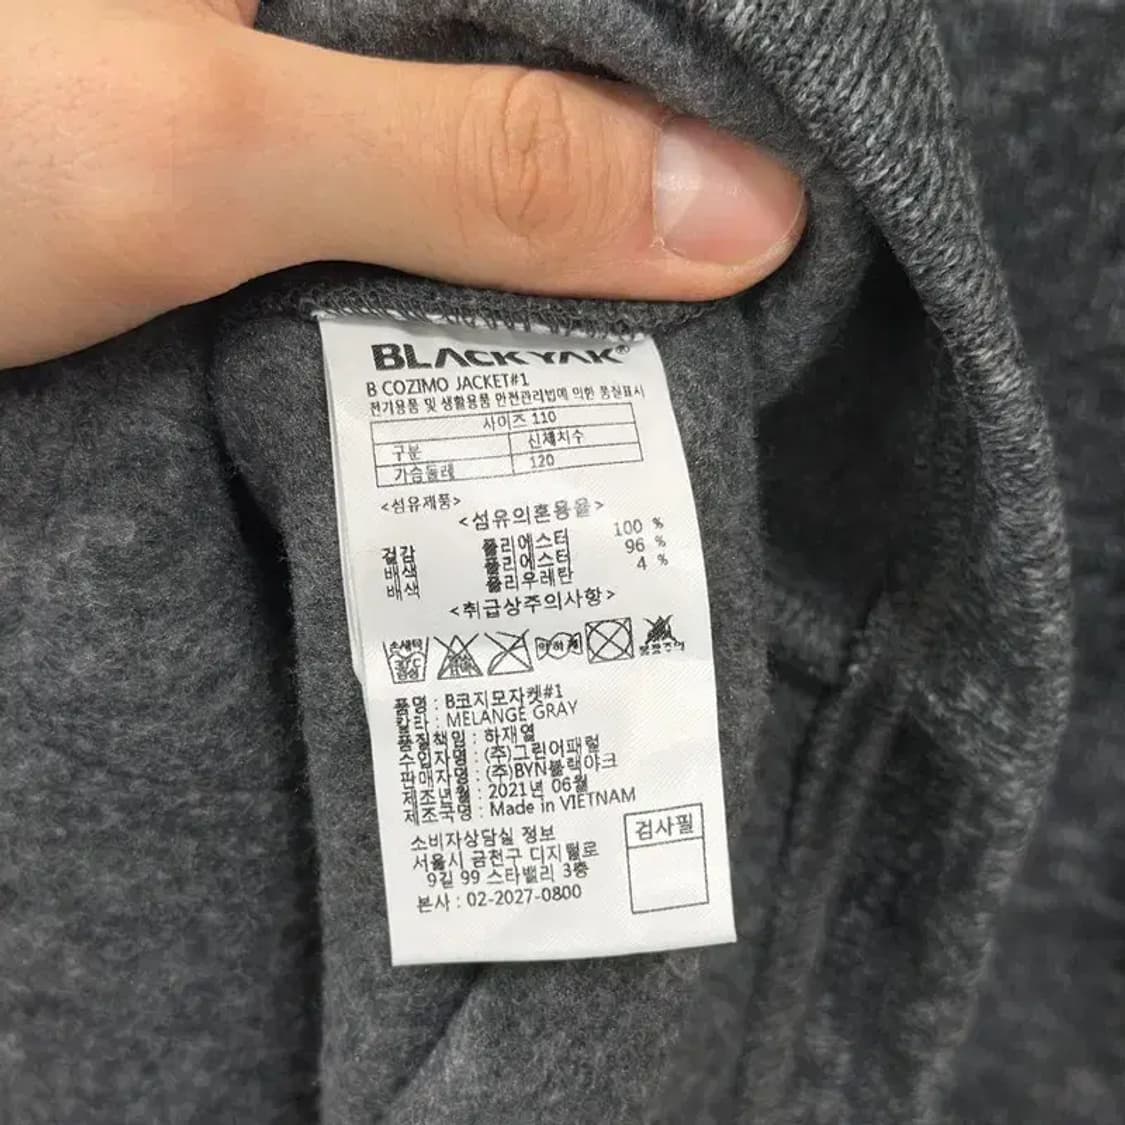 BLACKYAK®
B COZIMO JACKET#1
전기용품 및 생활용품 안전관리법에 의한 품질표시
사이즈 110
구분 신체치수
가슴둘레 120
<섬유제품>
<섬유의혼용율>
겉감 폴리에스터 100 %
배색 폴리에스터 96 %
배색 폴리우레탄 4 %
<취급상주의사항>
손세탁
30℃
중성
품명 : B코지모자켓#1
칼라 : MELANGE GRAY
품질책임 : 하재열
수입자명 : (주)그린어패럴
판매자명 : (주)BYN블랙야크
제조년월 : 2021년 06월
제조국명 : Made in VIETNAM
소비자상담실 정보
서울시 금천구 디지털로
9길 99 스타밸리 3층
본사 : 02-2027-0800
검사필